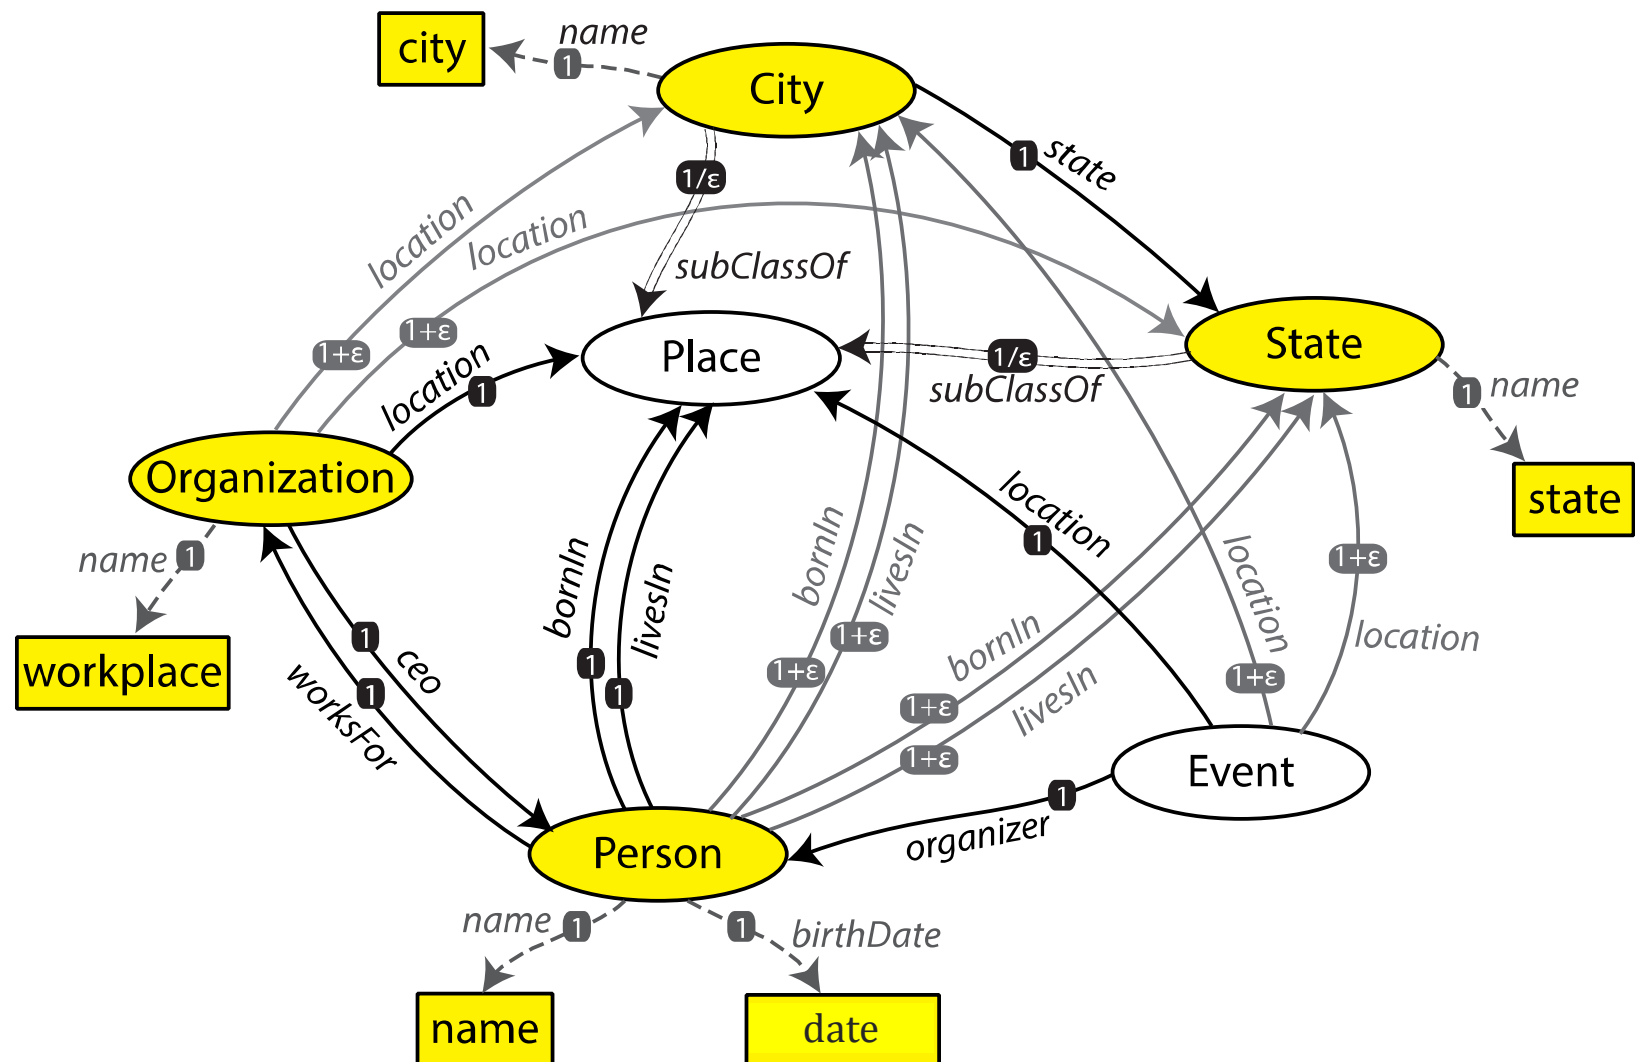 name
city
1
City
1
state
1/ε
location
location
subClassOf
1+ε
1+ε
location
1
Place
1/ε
subClassOf
State
1
name
state
Organization
name
1
workplace
location
1
bornIn
livesIn
bornIn
livesIn
location
1+ε
location
1
ceo
1
worksFor
1
1
1+ε
1+ε
bornIn
livesIn
1+ε
1+ε
1+ε
Event
1
organizer
Person
name
1
1
birthDate
name
date